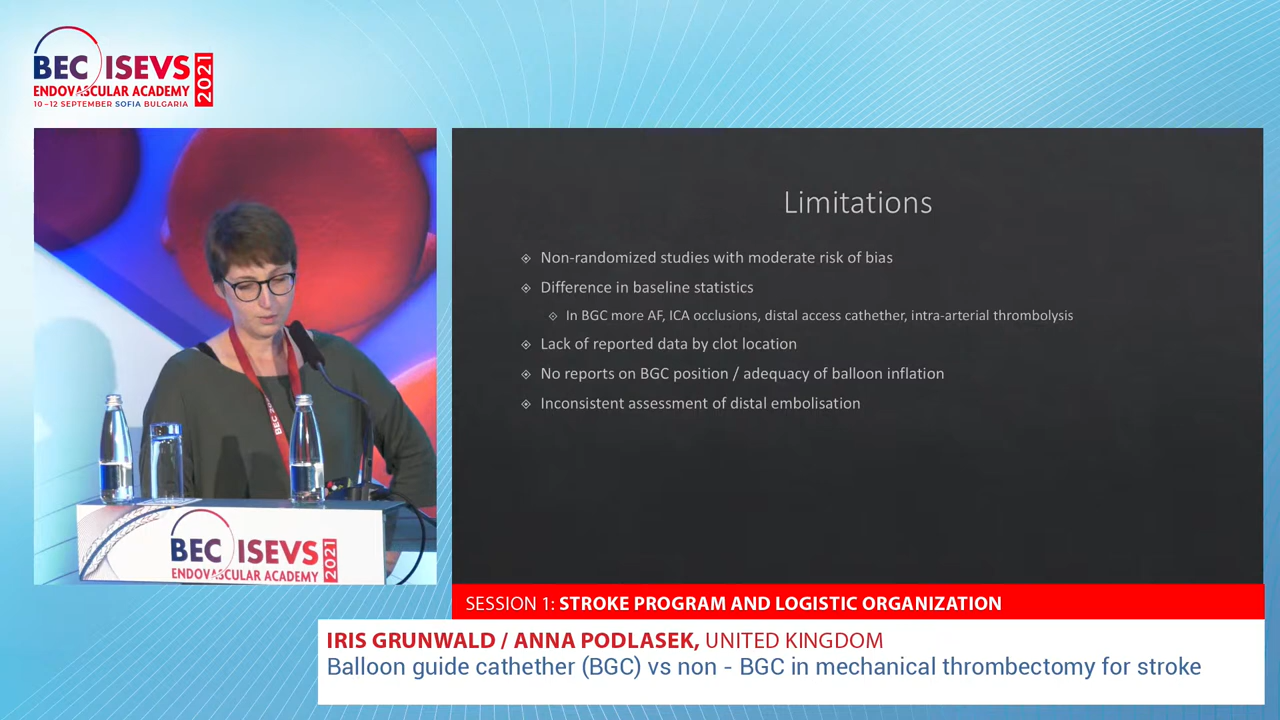 BEC ISEVS
ENDOVASCULAR ACADEMY
10–12 SEPTEMBER SOFIA BULGARIA
2021
Limitations
Non-randomized studies with moderate risk of bias
Difference in baseline statistics
In BGC more AF, ICA occlusions, distal access cathether, intra-arterial thrombolysis
Lack of reported data by clot location
No reports on BGC position / adequacy of balloon inflation
Inconsistent assessment of distal embolisation
BEC
BEC ISEVS
ENDOVASCULAR ACADEMY
2021
SESSION 1: STROKE PROGRAM AND LOGISTIC ORGANIZATION
IRIS GRUNWALD / ANNA PODLASEK, UNITED KINGDOM
Balloon guide cathether (BGC) vs non - BGC in mechanical thrombectomy for stroke